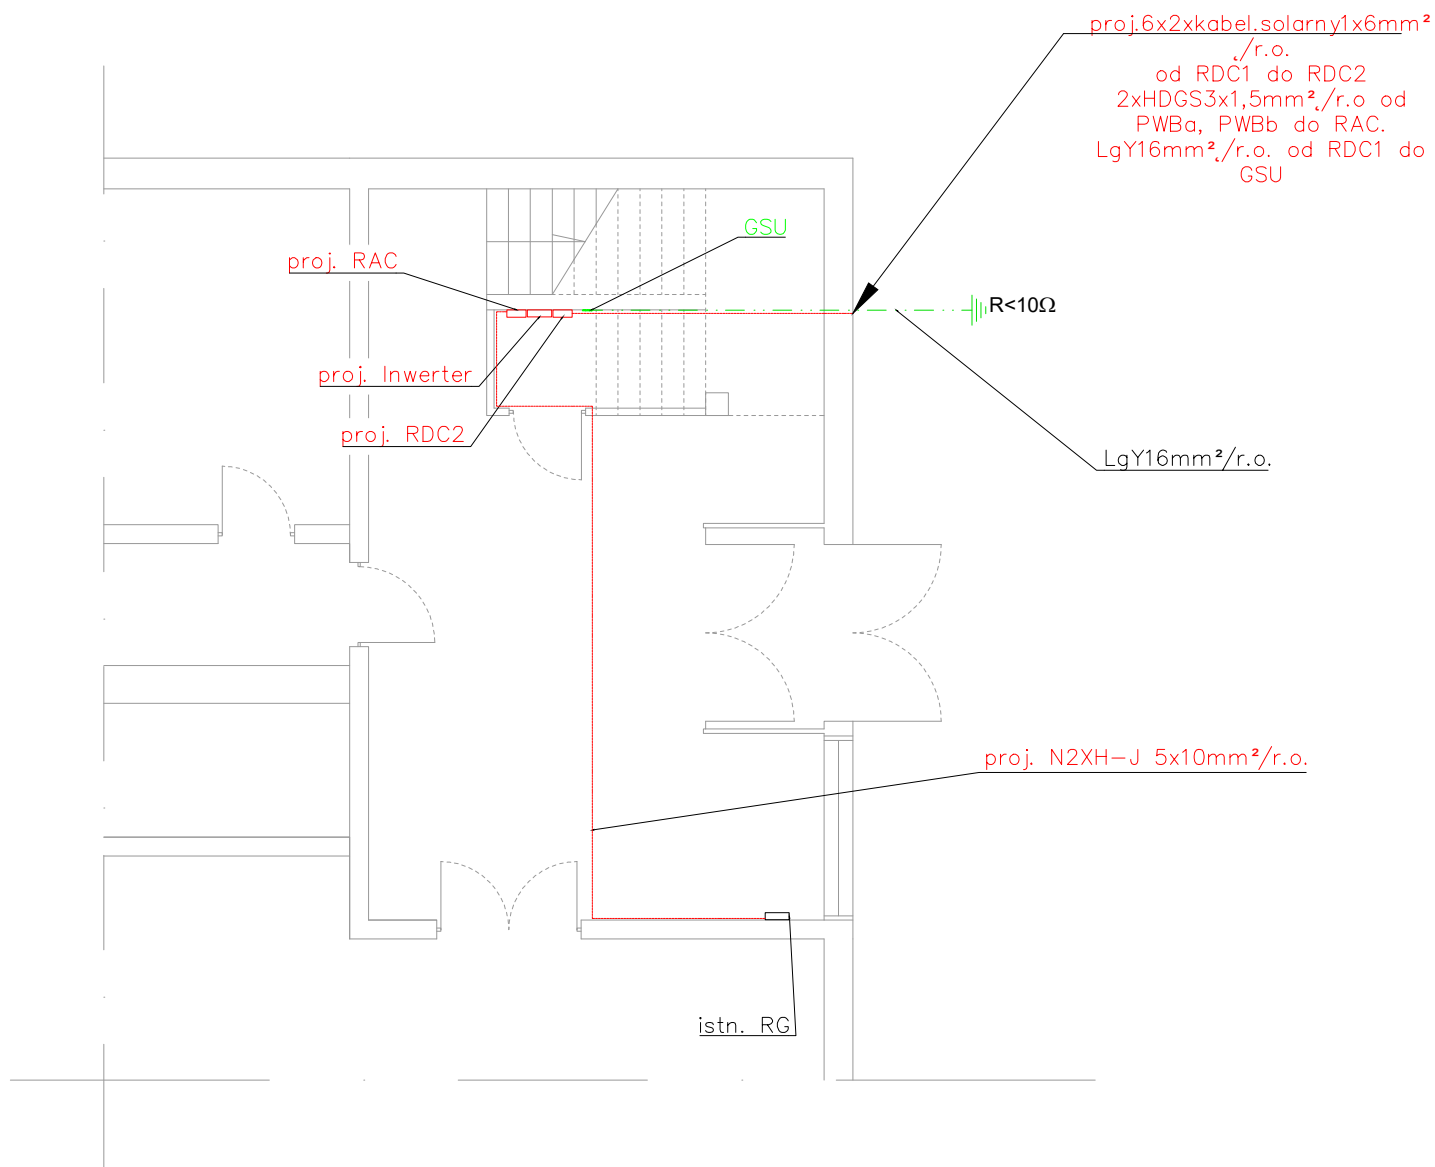 proj.6x2xkabel.solarny1x6mm²
/r.o.
od RDC1 do RDC2
2xHDGS3x1,5mm²/r.o od
PWBa, PWBb do RAC.
LgY16mm²/r.o. od RDC1 do
GSU
GSU
proj. RAC
R<10Ω
proj. Inwerter
proj. RDC2
LgY16mm²/r.o.
proj. N2XH-J 5x10mm²/r.o.
istn. RG